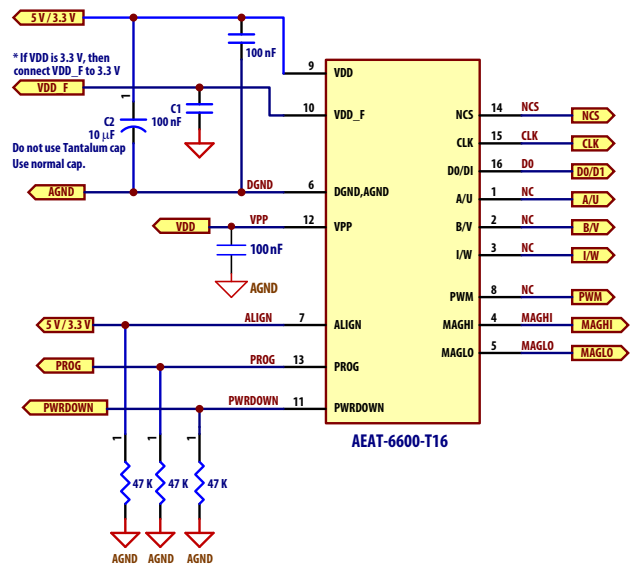 5 V / 3.3 V
100 nF
* If VDD is 3.3 V, then
connect VDD_F to 3.3 V
VDD F
1
C2
10 µF
C1
100 nF
Do not use Tantalum cap
Use normal cap.
AGND
DGND
VDD
VPP
100 nF
AGND
5 V / 3.3 V
ALIGN
PROG
PROG
PWRDOWN
PWRDOWN
1
1
1
47 K
47 K
47 K
AGND
AGND
AGND
9
VDD
10
VDD_F
6
DGND,AGND
12
VPP
7
ALIGN
13
PROG
11
PWRDOWN
NCS
14
NCS
NCS
CLK
15
CLK
CLK
D0/DI
16
D0
D0/D1
A/U
1
NC
A/U
B/V
2
NC
B/V
I/W
3
NC
I/W
PWM
8
NC
PWM
MAGHI
4
MAGHI
MAGHI
MAGLO
5
MAGLO
MAGLO
AEAT-6600-T16